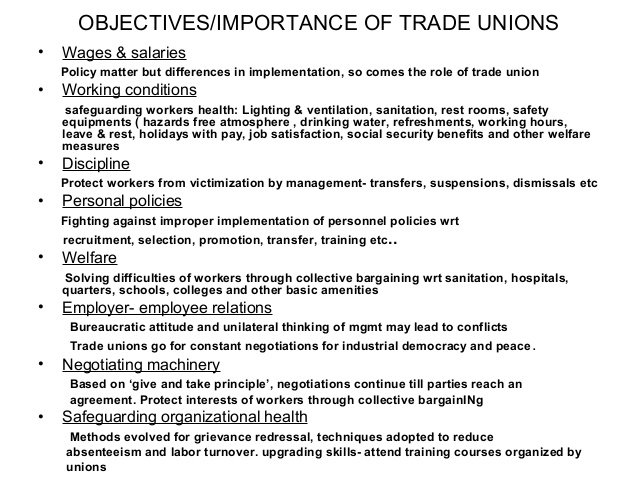 OBJECTIVES/IMPORTANCE OF TRADE UNIONS
• Wages & salaries
Policy matter but differences in implementation, so comes the role of trade union
• Working conditions
safeguarding workers health: Lighting & ventilation, sanitation, rest rooms, safety
equipments ( hazards free atmosphere , drinking water, refreshments, working hours,
leave & rest, holidays with pay, job satisfaction, social security benefits and other welfare
measures
• Discipline
Protect workers from victimization by management- transfers, suspensions, dismissals etc
• Personal policies
Fighting against improper implementation of personnel policies wrt
recruitment, selection, promotion, transfer, training etc..
• Welfare
Solving difficulties of workers through collective bargaining wrt sanitation, hospitals,
quarters, schools, colleges and other basic amenities
• Employer- employee relations
Bureaucratic attitude and unilateral thinking of mgmt may lead to conflicts
Trade unions go for constant negotiations for industrial democracy and peace.
• Negotiating machinery
Based on ‘give and take principle’, negotiations continue till parties reach an
agreement. Protect interests of workers through collective bargainINg
• Safeguarding organizational health
Methods evolved for grievance redressal, techniques adopted to reduce
absenteeism and labor turnover. upgrading skills- attend training courses organized by
unions